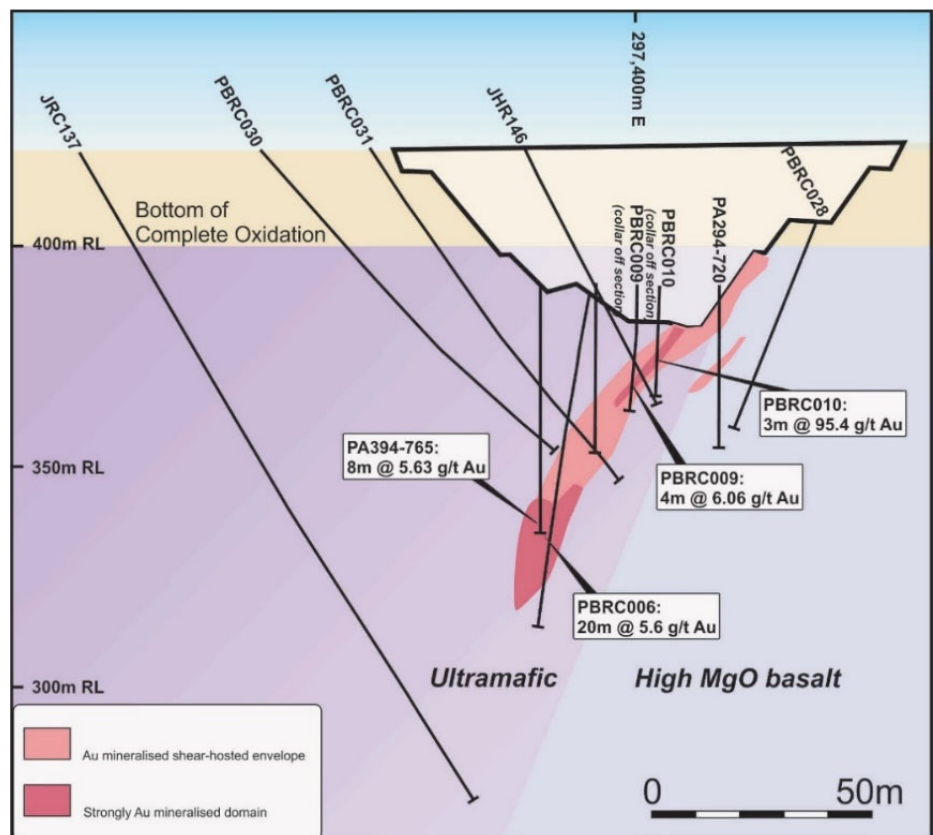 297,400m E
JRC137
PBRC030
PBRC031
JHR146
PBRC028
Bottom of
Complete Oxidation
400m RL
PBRC009
(collar off section)
PBRC010
(collar off section)
PA294-720
PBRC010:
3m @ 95.4 g/t Au
PA394-765:
8m @ 5.63 g/t Au
350m RL
PBRC009:
4m @ 6.06 g/t Au
PBRC006:
20m @ 5.6 g/t Au
Ultramafic
High MgO basalt
300m RL
Au mineralised shear-hosted envelope
Strongly Au mineralised domain
0
50m